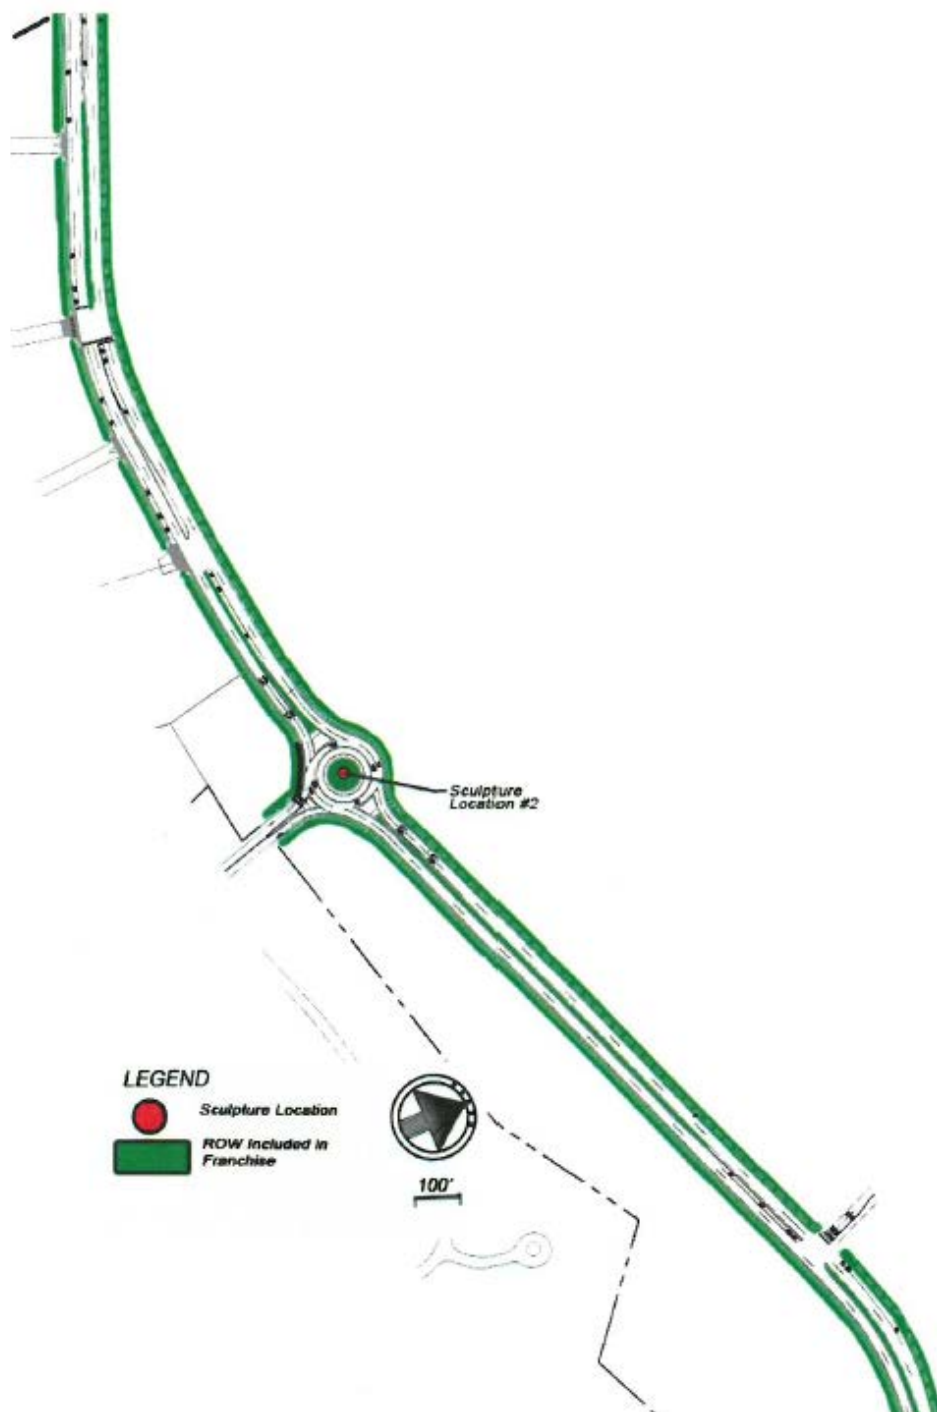 Sculpture
Location #2
LEGEND
Sculpture Location
ROW Included in
Franchise
100'